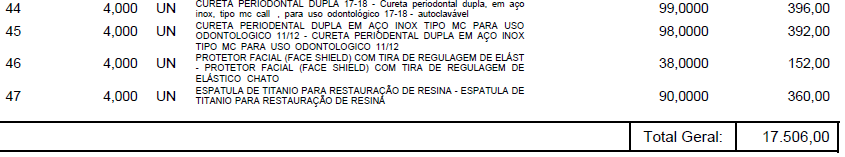 44 4,000 UN CURETA PERIODONTAL DUPLA 17-18 - Cureta periodontal dupla, em aço 99,0000 396,00
inox, tipo mc call , para uso odontológico 17-18 - autoclavável
45 4,000 UN CURETA PERIODENTAL DUPLA EM AÇO INOX TIPO MC PARA USO 98,0000 392,00
ODONTOLOGICO 11/12 - CURETA PERIODENTAL DUPLA EM AÇO INOX
TIPO MC PARA USO ODONTOLOGICO 11/12
46 4,000 UN PROTETOR FACIAL (FACE SHIELD) COM TIRA DE REGULAGEM DE ELÁST 38,0000 152,00
- PROTETOR FACIAL (FACE SHIELD) COM TIRA DE REGULAGEM DE
ELÁSTICO CHATO
47 4,000 UN ESPATULA DE TITANIO PARA RESTAURAÇÃO DE RESINA - ESPATULA DE 90,0000 360,00
TITANIO PARA RESTAURAÇÃO DE RESINA
Total Geral: 17.506,00